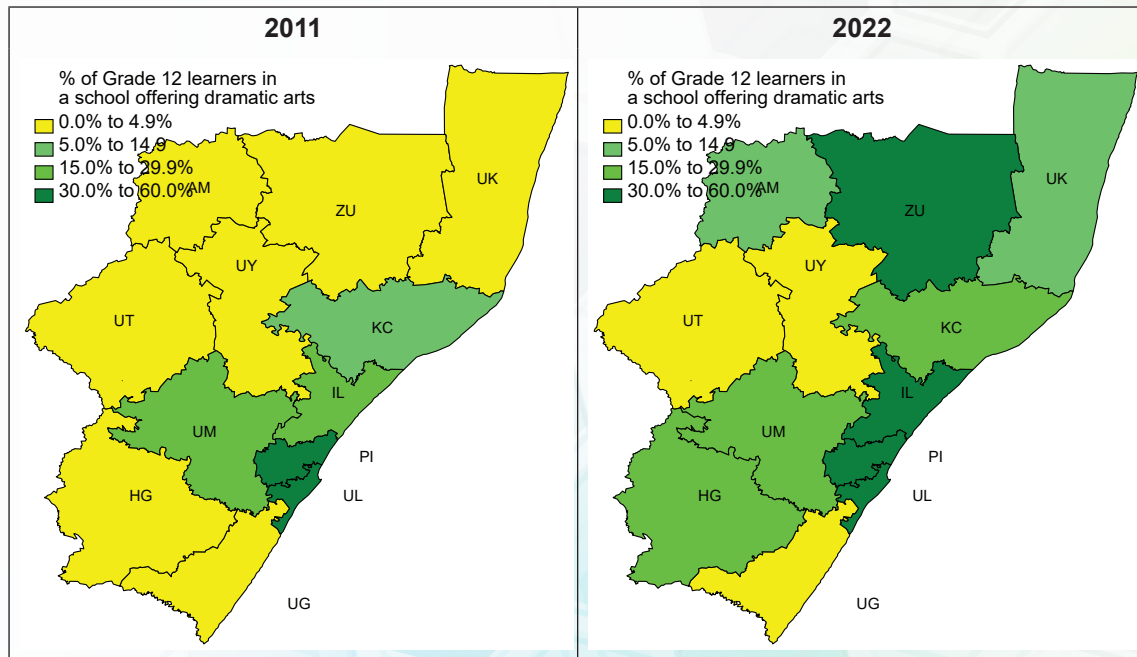 2011
% of Grade 12 learners in
a school offering dramatic arts
0.0% to 4.9%
5.0% to 14.9
15.0% to 29.9%
30.0% to 60.0%
AM
UK
ZU
UY
UT
KC
IL
UM
PI
HG
UL
UG
2022
% of Grade 12 learners in
a school offering dramatic arts
0.0% to 4.9%
5.0% to 14.9
15.0% to 29.9%
30.0% to 60.0%
AM
UK
ZU
UY
UT
KC
IL
UM
PI
HG
UL
UG